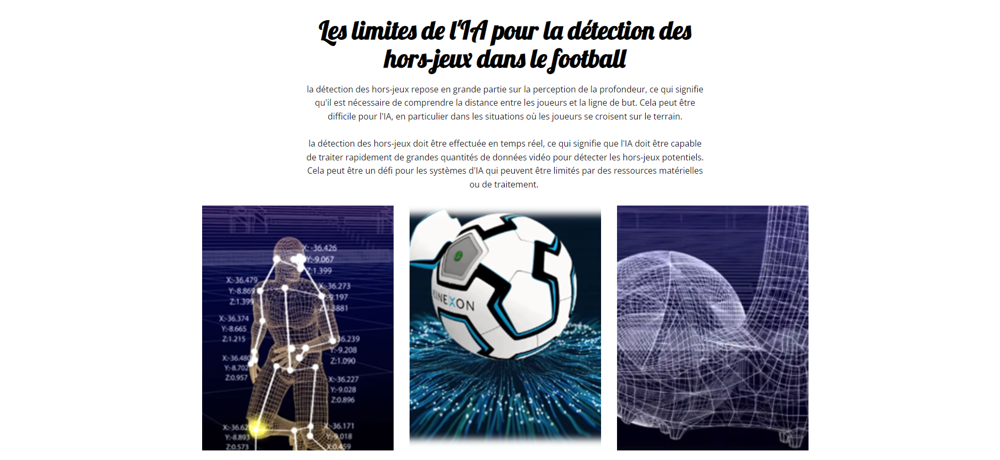 Les limites de l'IA pour la détection des
hors-jeux dans le football
la détection des hors-jeux repose en grande partie sur la perception de la profondeur, ce qui signifie
qu'il est nécessaire de comprendre la distance entre les joueurs et la ligne de but. Cela peut être
difficile pour l'IA, en particulier dans les situations où les joueurs se croisent sur le terrain.
la détection des hors-jeux doit être effectuée en temps réel, ce qui signifie que l'IA doit être capable
de traiter rapidement de grandes quantités de données vidéo pour détecter les hors-jeux potentiels.
Cela peut être un défi pour les systèmes d'IA qui peuvent être limités par des ressources matérielles
ou de traitement.
X: -36.426
Y:-9.067
Z:1.399
X:-36.479
Y:-8.869
Z:1.399
X:-36.273
-9.197
Z:1.3881
X:-36.374
Y:-8.665
Z:1.215
36.239
Y:-9.208
Z:1.090
X:-36.480
Y:-8.702
Z:0.957
X:-36.227
Y:-9.028
Z:0.896
X:-36.62
Y:-8.893
Z:0.573
X:-36.171
Y:-9.018
X:0.459
KINEXON